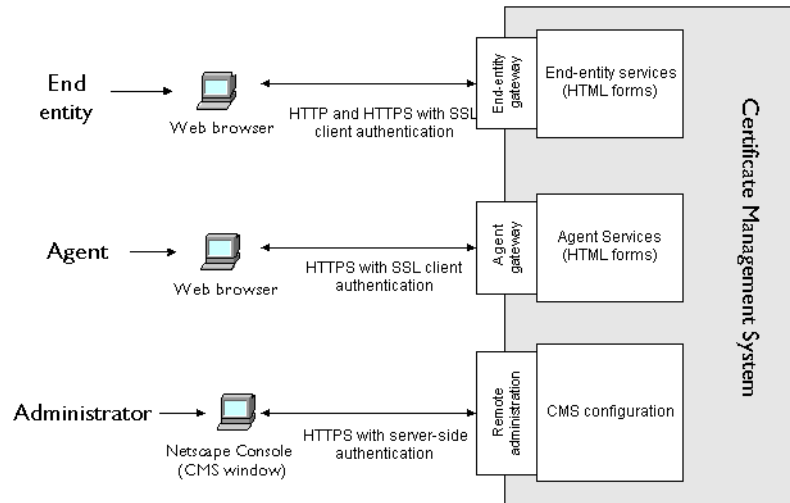 End
entity
Web browser
HTTP and HTTPS with SSL
client authentication
End-entity
gateway
End-entity services
(HTML forms)
Agent
Web browser
HTTPS with SSL client
authentication
Agent
gateway
Agent Services
(HTML forms)
Administrator
Netscape Console
(CMS window)
HTTPS with server-side
authentication
Remote
administration
CMS configuration
Certificate Management System